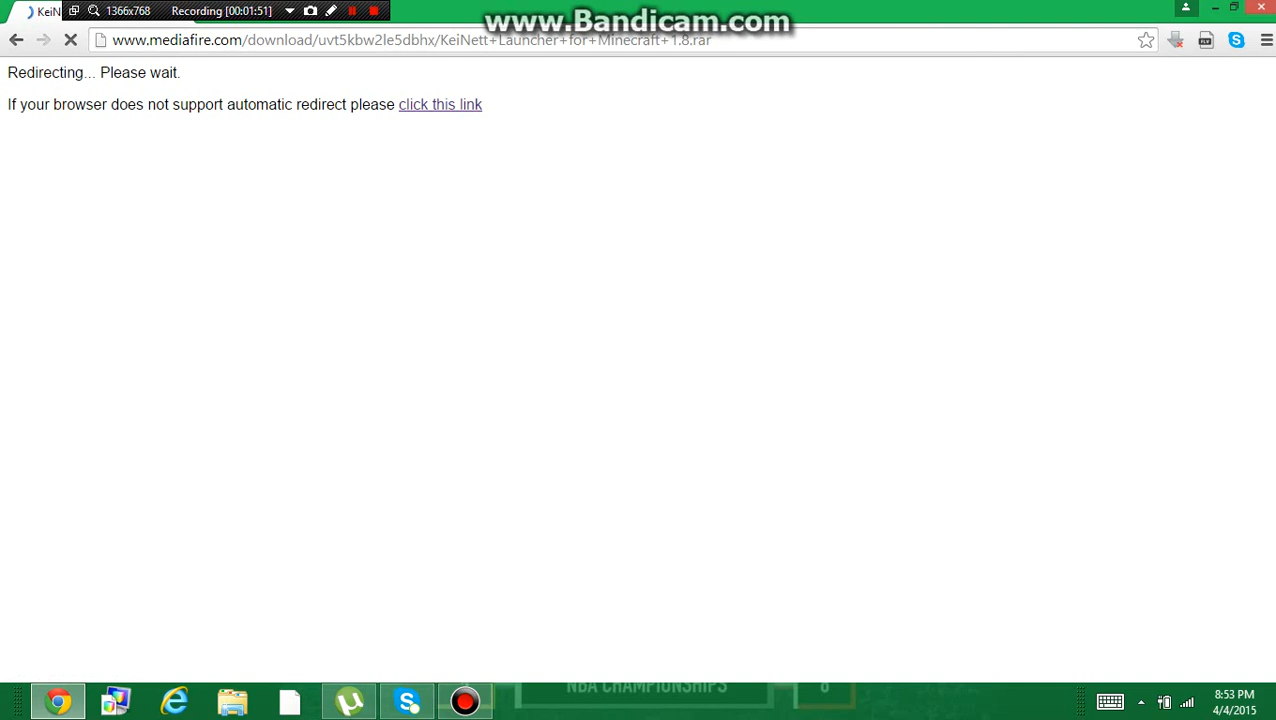 KeiN
1366x768
Recording [00:01:51]
www.Bandicam.com
www.mediafire.com/download/uvt5kbw2le5dbhx/KeiNett+Launcher+for+Minecraft+1.8.rar
FLV
Redirecting... Please wait.
If your browser does not support automatic redirect please click this link
NBA CHAMPIONSHIPS
8:53 PM
4/4/2015